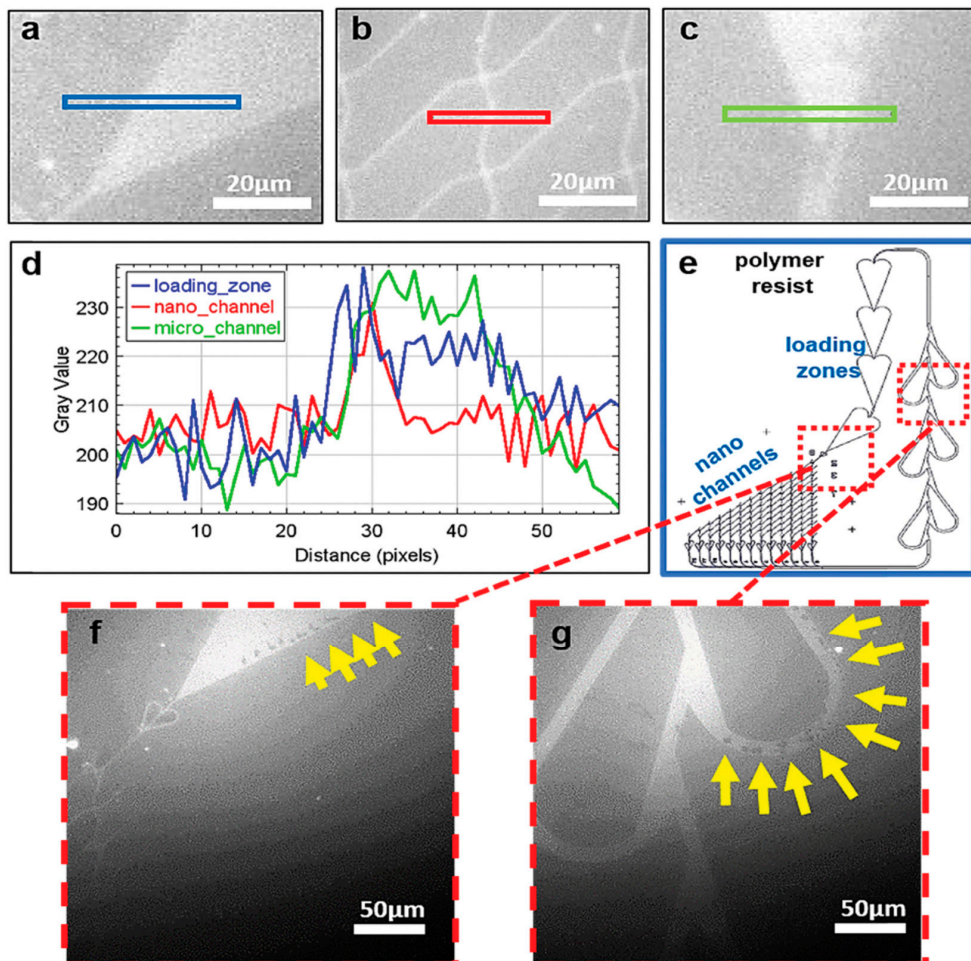 a
20µm
b
20µm
c
20µm
d
loading_zone
nano_channel
micro_channel
230
220
210
200
190
Gray Value
0
10
20
30
40
50
Distance (pixels)
e
polymer
resist
loading
zones
nano
channels
f
50µm
g
50µm